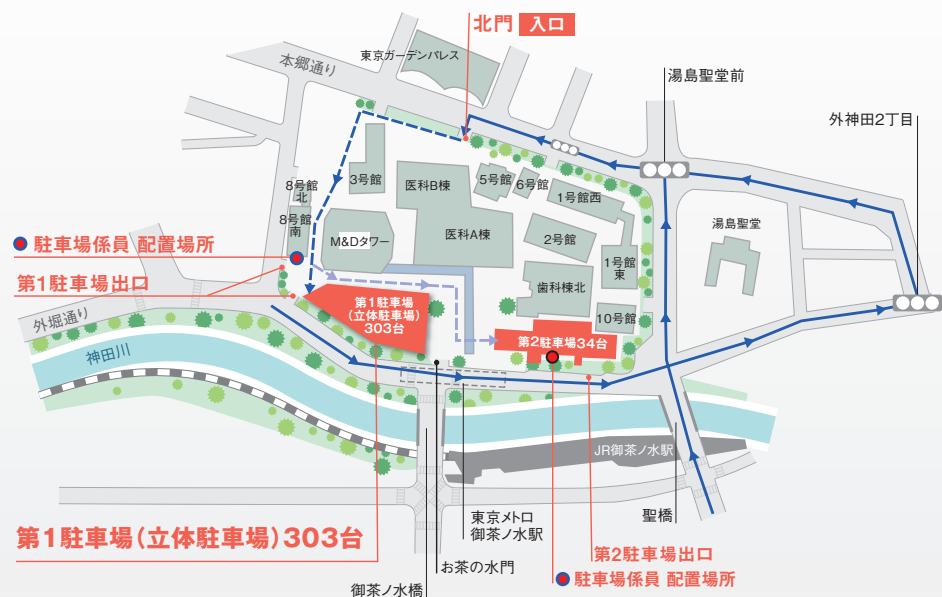 北門 入口
東京ガーデンパレス
本郷通り
湯島聖堂前
外神田2丁目
3号館
医科B棟
5号館
6号館
1号館西
8号館
北
8号館
南
M&Dタワー
医科A棟
2号館
1号館
東
湯島聖堂
駐車場係員 配置場所
第1駐車場出口
歯科棟北
10号館
第1駐車場
(立体駐車場)
303台
第2駐車場34台
外堀通り
神田川
JR御茶ノ水駅
聖橋
東京メトロ
御茶ノ水駅
第1駐車場(立体駐車場)303台
お茶の水門
御茶ノ水橋
第2駐車場出口
駐車場係員 配置場所